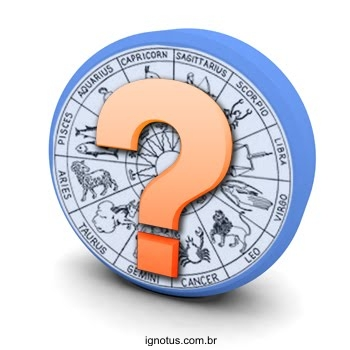 CAPRICORN
SAGITTARIUS
SCORPIO
LIBRA
VIRGO
LEO
CANCER
GEMINI
TAURUS
ARIES
PISCES
AQUARIUS
?
ignotus.com.br